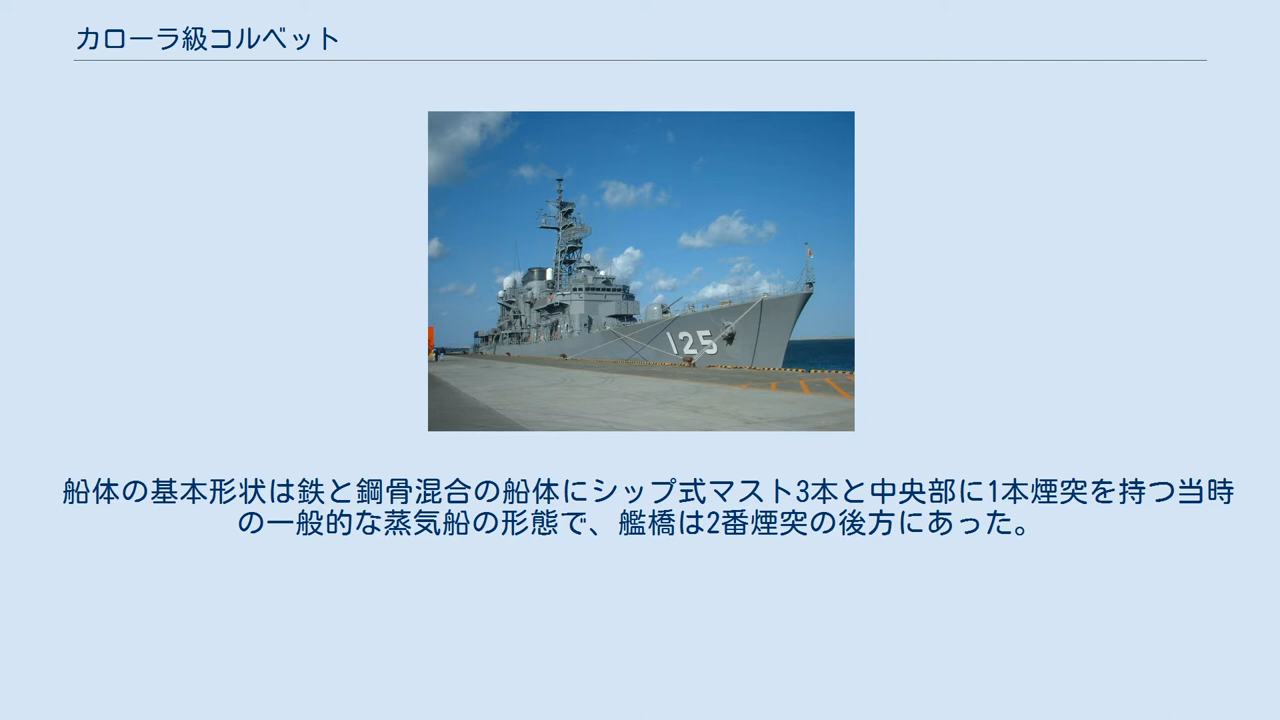 カローラ級コルベット
125
船体の基本形状は鉄と鋼骨混合の船体にシップ式マスト3本と中央部に1本煙突を持つ当時
の一般的な蒸気船の形態で、艦橋は2番煙突の後方にあった。